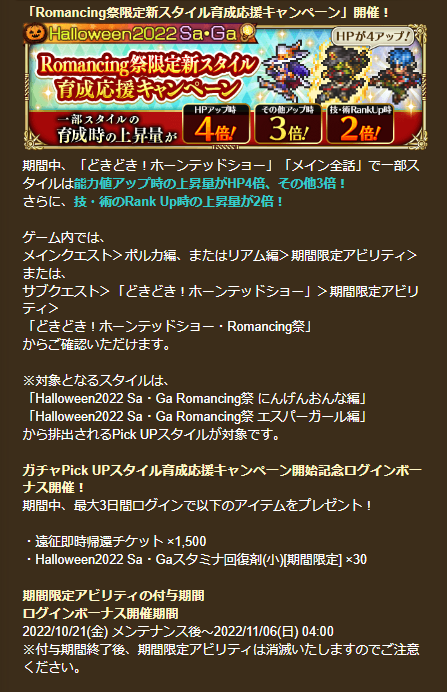 「Romancing祭限定新スタイル育成応援キャンペーン」開催！
Halloween2022 Sa・Ga
Romancing祭限定新スタイル
育成応援キャンペーン
HPが4アップ!
一部スタイルの
育成時の上昇量が
HPアップ時
4倍!
その他アップ時
3倍!
技・術RankUp時
2倍!
期間中、「どきどき！ホーンテッドショー」「メイン全話」で一部ス
タイルは能力値アップ時の上昇量がHP4倍、その他3倍！
さらに、技・術のRank Up時の上昇量が2倍！
ゲーム内では、
メインクエスト＞ポルカ編、またはリアム編＞期間限定アビリティ＞
または、
サブクエスト＞「どきどき！ホーンテッドショー」＞期間限定アビリ
ティ＞
「どきどき！ホーンテッドショー・Romancing祭」
からご確認いただけます。
※対象となるスタイルは、
「Halloween2022 Sa・Ga Romancing祭 にんげんおんな編」
「Halloween2022 Sa・Ga Romancing祭 エスパーガール編」
から排出されるPick UPスタイルが対象です。
ガチャPick UPスタイル育成応援キャンペーン開始記念ログインボー
ナス開催！
期間中、最大3日間ログインで以下のアイテムをプレゼント！
・遠征即時帰還チケット ×1,500
・Halloween2022 Sa・Gaスタミナ回復剤(小)[期間限定] ×30
期間限定アビリティの付与期間
ログインボーナス開催期間
2022/10/21(金) メンテナンス後～2022/11/06(日) 04:00
※付与期間終了後、期間限定アビリティは消滅いたしますのでご注意
ください。